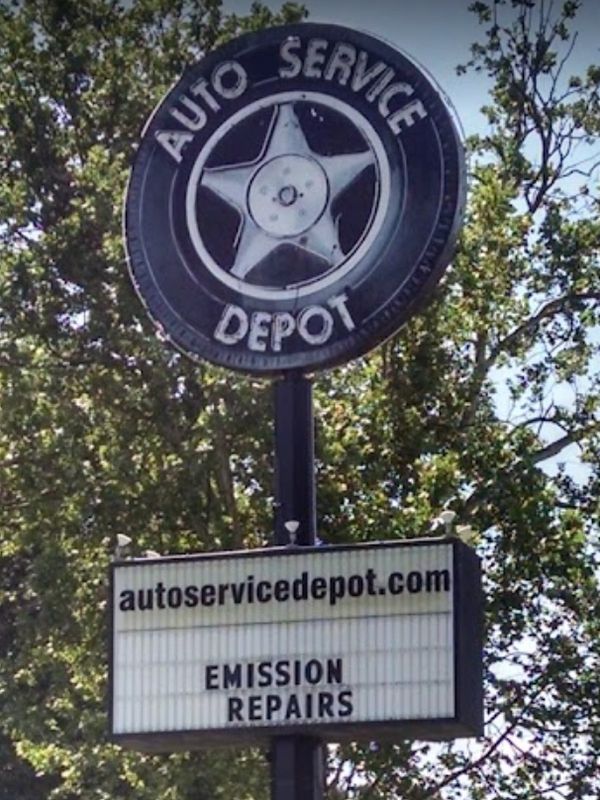 AUTO SERVICE
DEPOT
autoservicedepot.com
EMISSION
REPAIRS